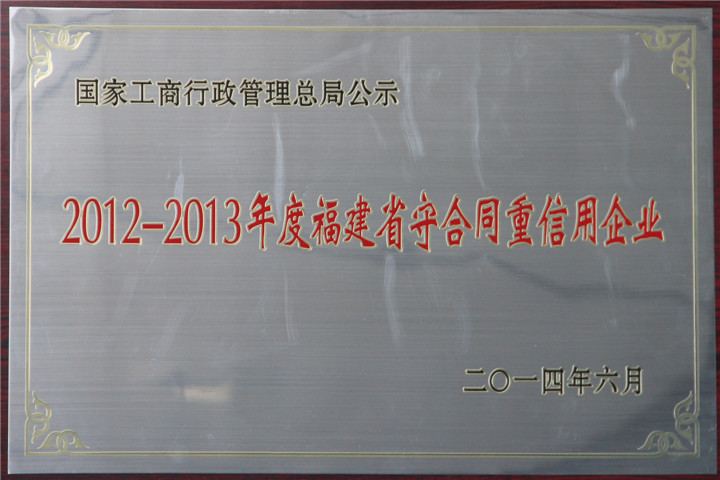 国家工商行政管理总局公示
2012-2013年度福建省守合同重信用企业
二〇一四年六月